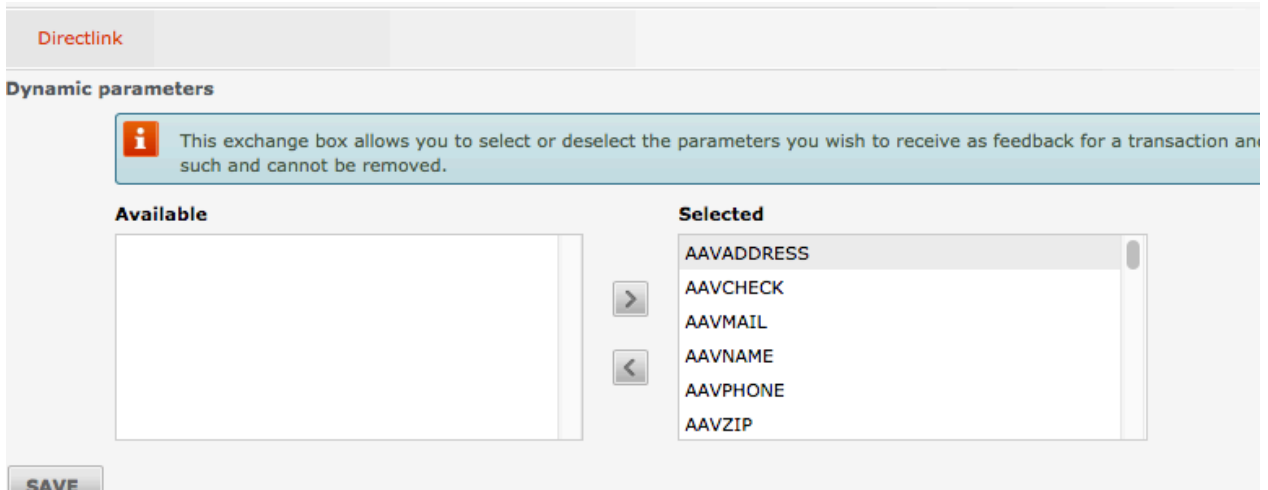 Directlink
Dynamic parameters
This exchange box allows you to select or deselect the parameters you wish to receive as feedback for a transaction and
such and cannot be removed.
Available
Selected
AAVADDRESS
AAVCHECK
AAVMAIL
AAVNAME
AAVPHONE
AAVZIP
SAVE